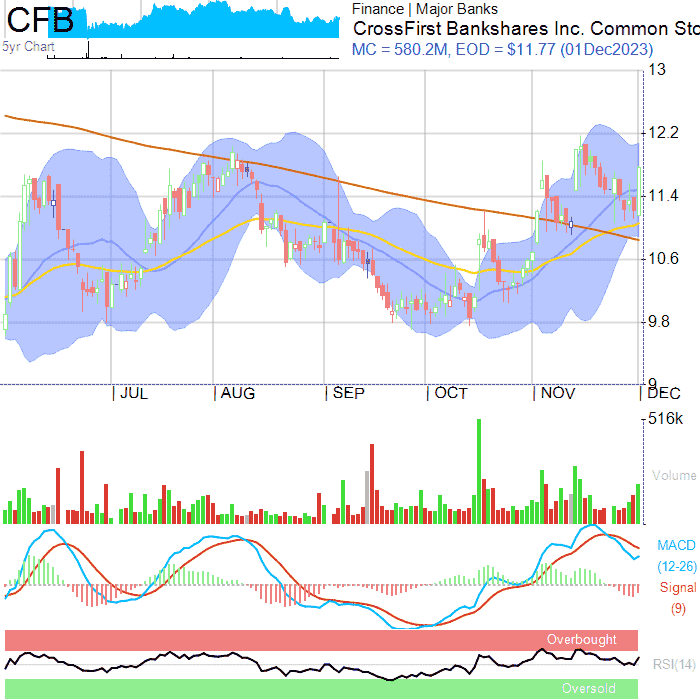 CFB
5yr Chart
Finance | Major Banks
CrossFirst Bankshares Inc. Common Sto
MC = 580.2M, EOD = $11.77 (01Dec2023)
13
12.2
11.4
10.6
9.8
9
JUL AUG SEP OCT NOV DEC
516k
Volume
MACD
(12-26)
Signal
(9)
Overbought
RSI(14)
Oversold